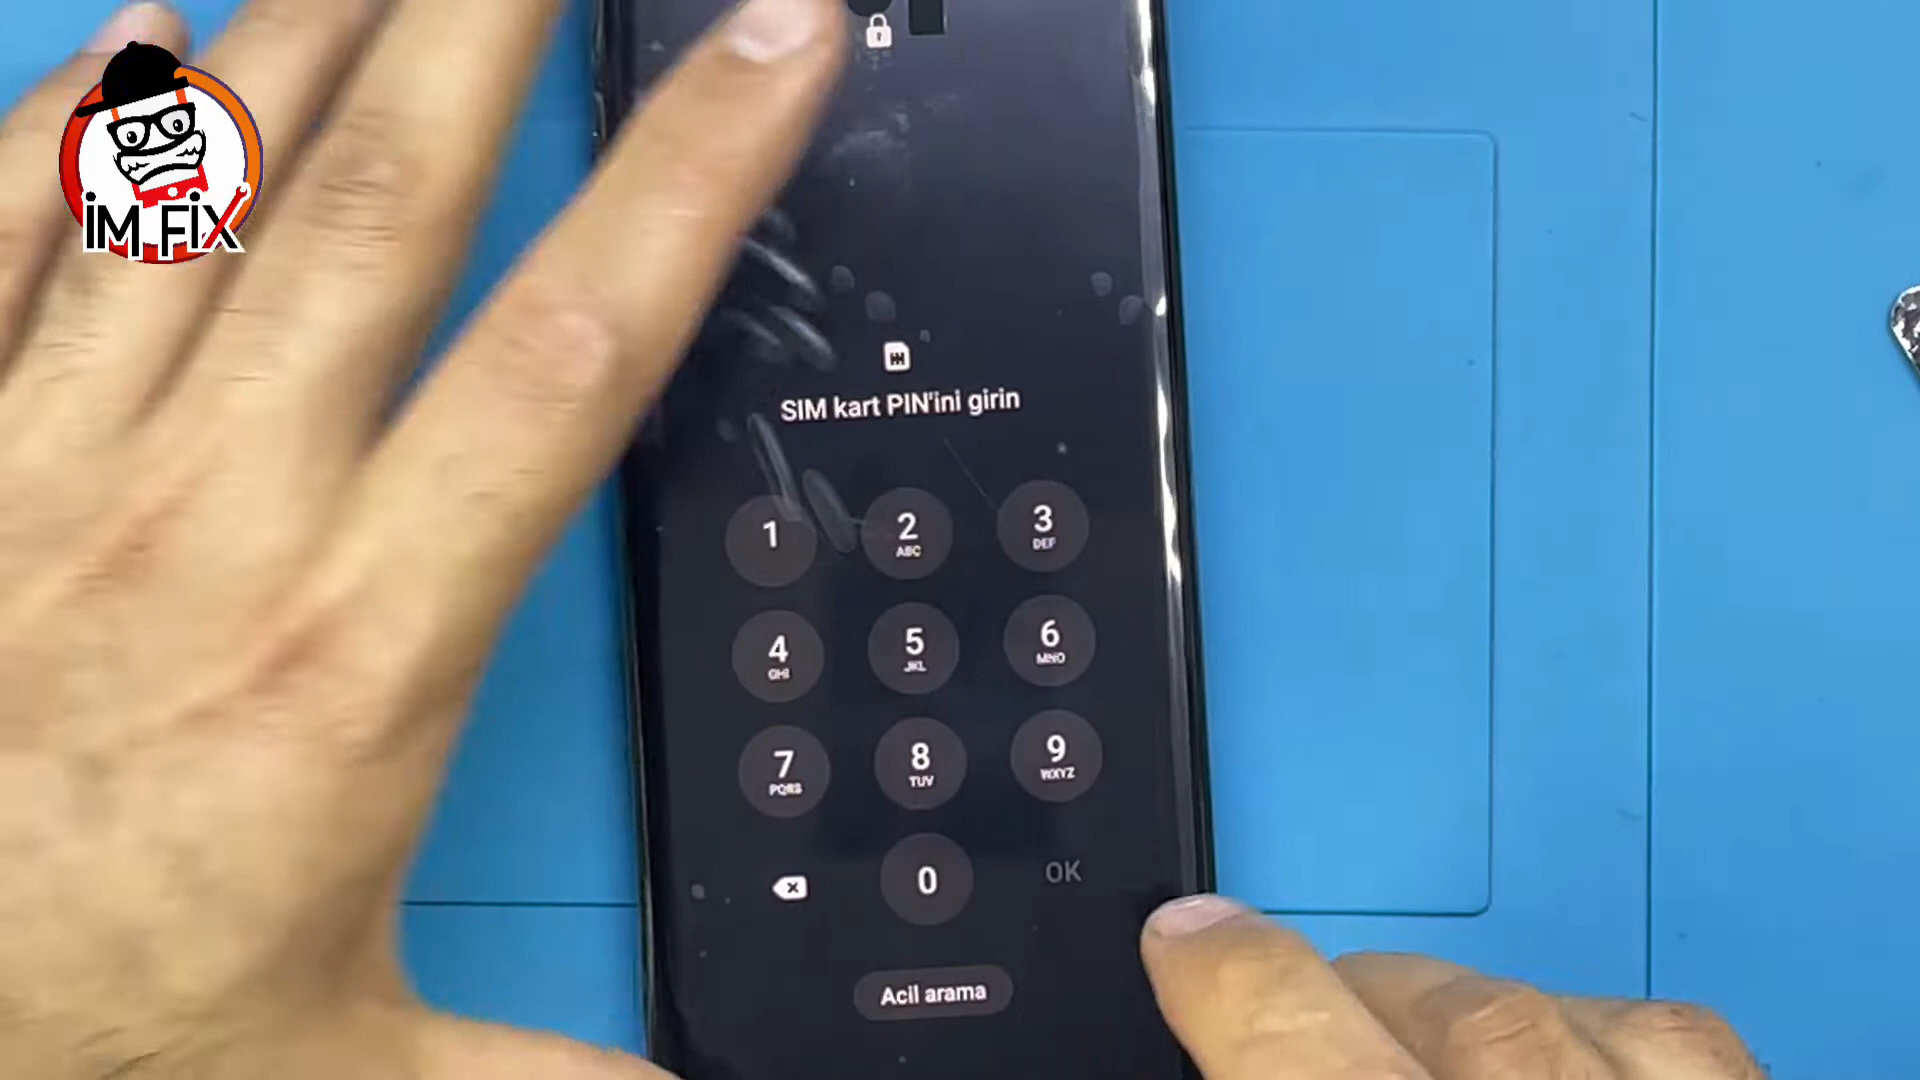 İM FİX
SIM kart PIN'ini girin
1
2
ABC
3
DEF
4
GHI
5
JKL
6
MNO
7
PQRS
8
TUV
9
WXYZ
0
OK
Acil arama